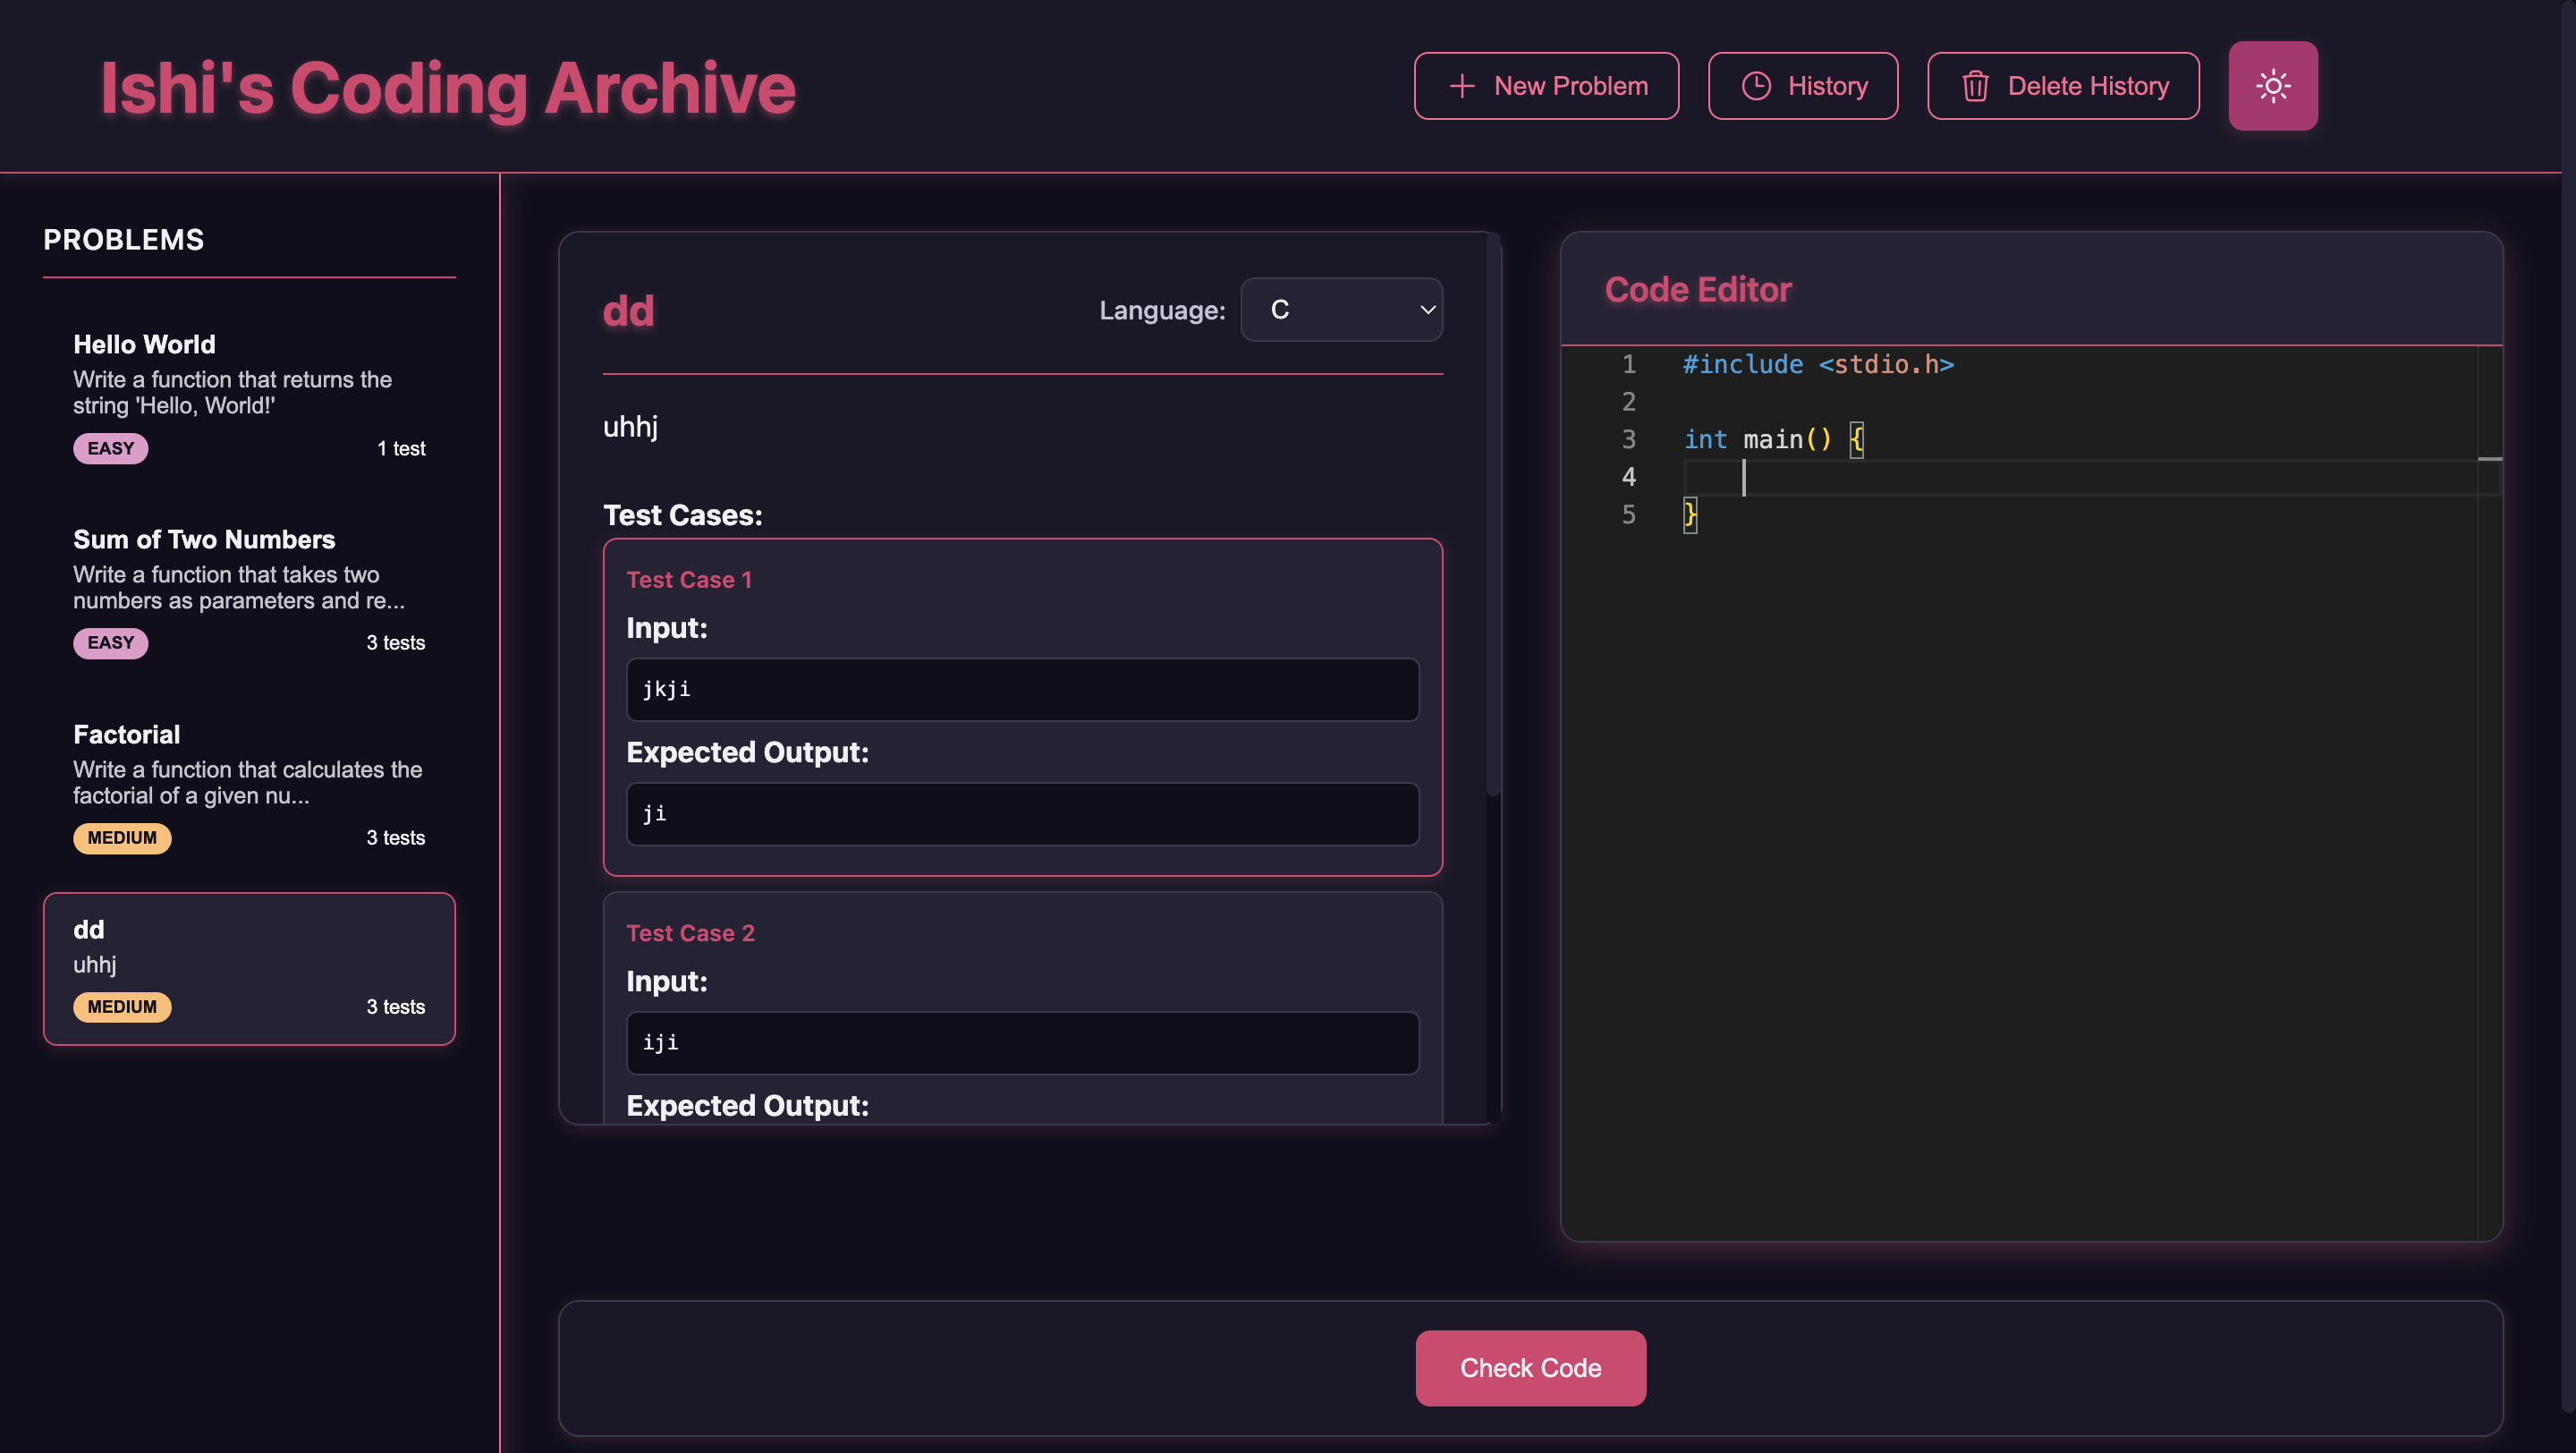 Ishi's Coding Archive
New Problem
History
Delete History
PROBLEMS
Hello World
Write a function that returns the
string 'Hello, World!'
EASY
1 test
Sum of Two Numbers
Write a function that takes two
numbers as parameters and re...
EASY
3 tests
Factorial
Write a function that calculates the
factorial of a given nu...
MEDIUM
3 tests
dd
uhhj
MEDIUM
3 tests
dd
Language: C
uhhj
Test Cases:
Test Case 1
Input:
jkji
Expected Output:
ji
Test Case 2
Input:
iji
Expected Output:
Code Editor
1 #include <stdio.h>
2
3 int main() {
4
5 }
Check Code